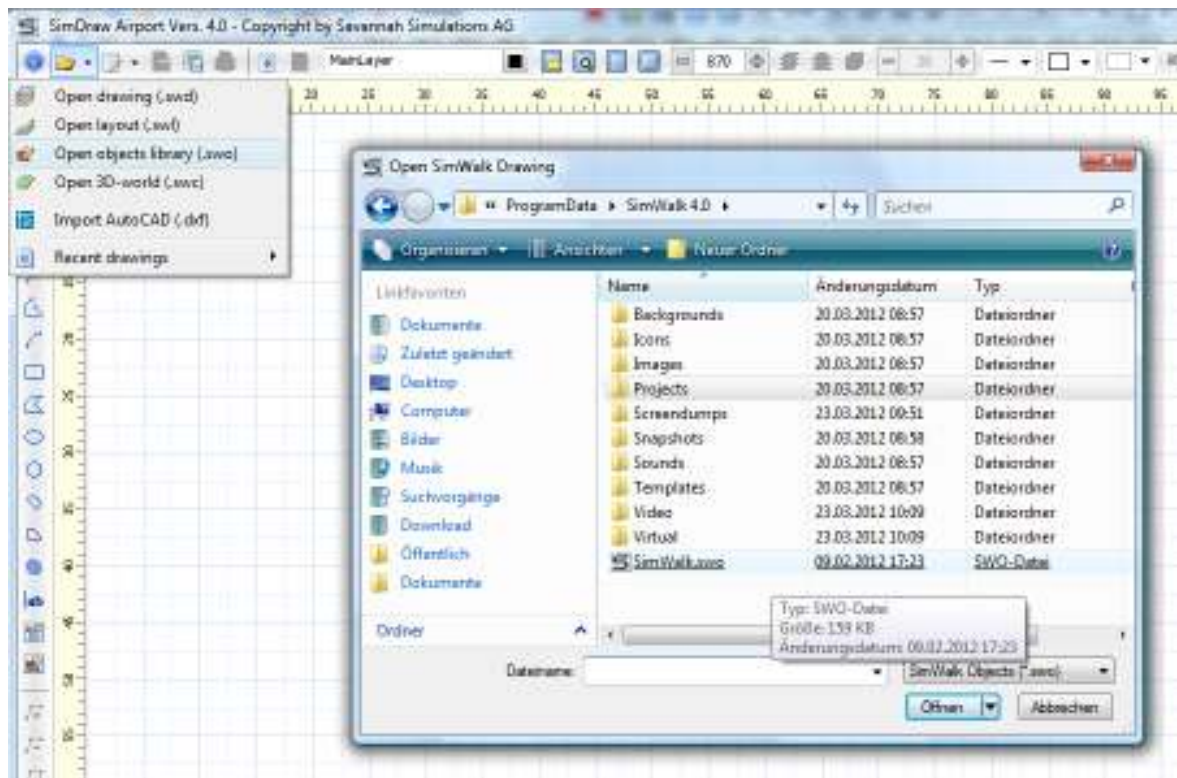 SimDraw Airport Vers. 4.0 - Copyright by Savannah Simulations AG
MainLayer
870
Open drawing (.swd)
Open layout (.swl)
Open objects library (.swo)
Open 3D-world (.swc)
Import AutoCAD (.dxf)
Recent drawings
Open SimWalk Drawing
ProgramData
SimWalk 4.0
Suchen
Organisieren
Ansichten
Neuer Ordner
Linkfavoriten
Dokumente
Zuletzt geändert
Desktop
Computer
Bilder
Musik
Suchvorgänge
Download
Öffentlich
Dokumente
Ordner
Name Änderungsdatum Typ
Backgrounds 20.03.2012 08:57 Dateiordner
Icons 20.03.2012 08:57 Dateiordner
Images 20.03.2012 08:57 Dateiordner
Projects 20.03.2012 08:57 Dateiordner
Screendumps 23.03.2012 09:51 Dateiordner
Snapshots 20.03.2012 08:58 Dateiordner
Sounds 20.03.2012 08:57 Dateiordner
Templates 20.03.2012 08:57 Dateiordner
Video 23.03.2012 10:09 Dateiordner
Virtual 23.03.2012 10:09 Dateiordner
SimWalk.swo 09.02.2012 17:23 SWO-Datei
Typ: SWO-Datei
Größe: 159 KB
Änderungsdatum: 09.02.2012 17:23
Dateiname:
SimWalk Objects (*.swo)
Öffnen
Abbrechen